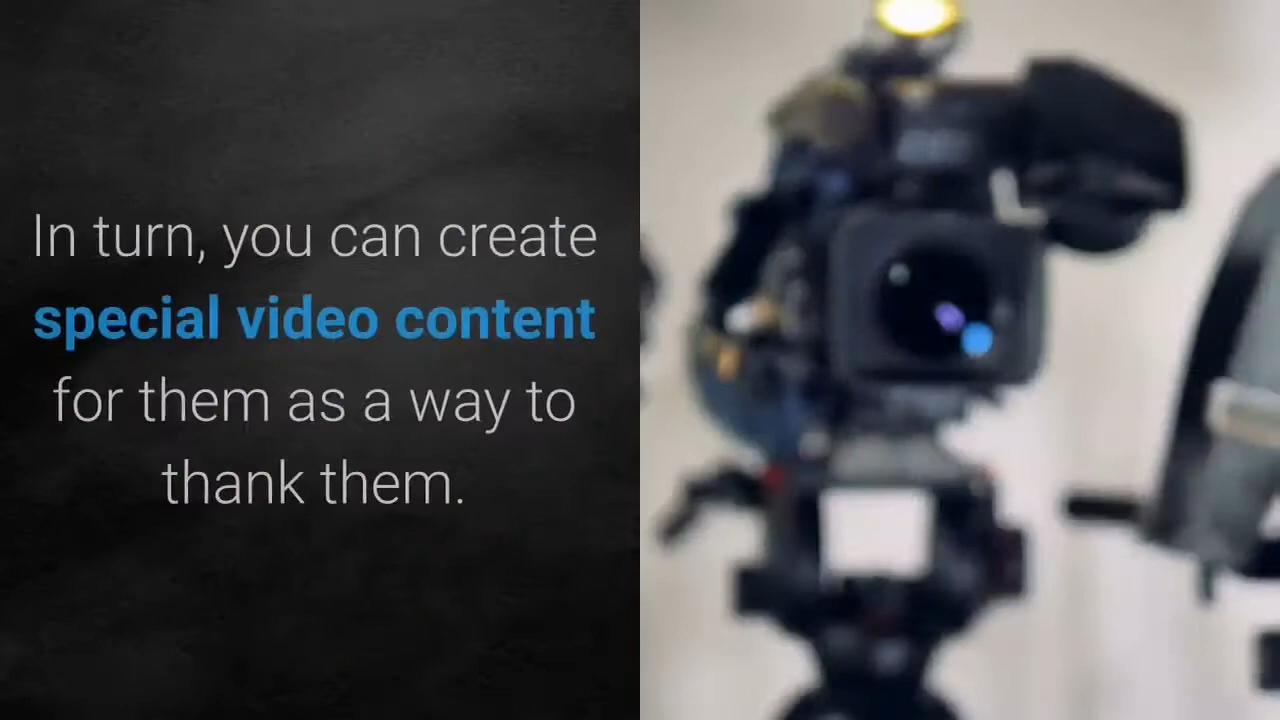 In turn, you can create
special video content
for them as a way to
thank them.